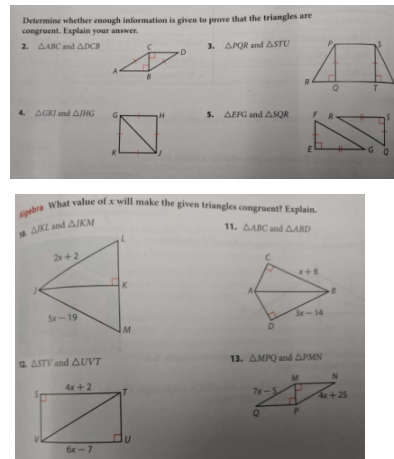 Determine whether enough information is given to prove that the triangles are
congruent. Explain your answer.
2. △ABC and △DCB
C
D
A
B
3. △PQR and △STU
P
S
R
Q
T
4. △GKJ and △JHG
G
H
K
J
5. △EFG and △SQR
F
R
S
E
G
Q
Algebra What value of x will make the given triangles congruent? Explain.
10. △JKL and △JKM
L
2x + 2
J
K
5x − 19
M
11. △ABC and △ABD
C
x + 8
A
B
3x − 14
D
12. △STV and △UVT
4x + 2
S
T
V
U
6x − 7
13. △MPQ and △PMN
M
N
7x − 5
4x + 25
Q
P